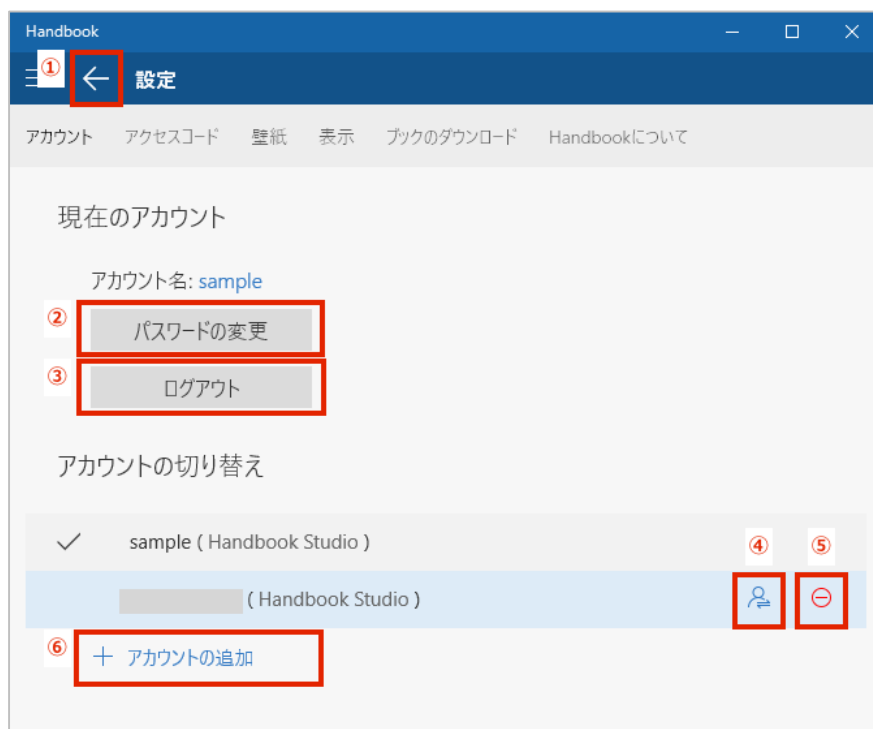 Handbook
①
設定
アカウント アクセスコード 壁紙 表示 ブックのダウンロード Handbookについて
現在のアカウント
アカウント名: sample
②
パスワードの変更
③
ログアウト
アカウントの切り替え
sample ( Handbook Studio )
④ ⑤
( Handbook Studio )
⑥
アカウントの追加